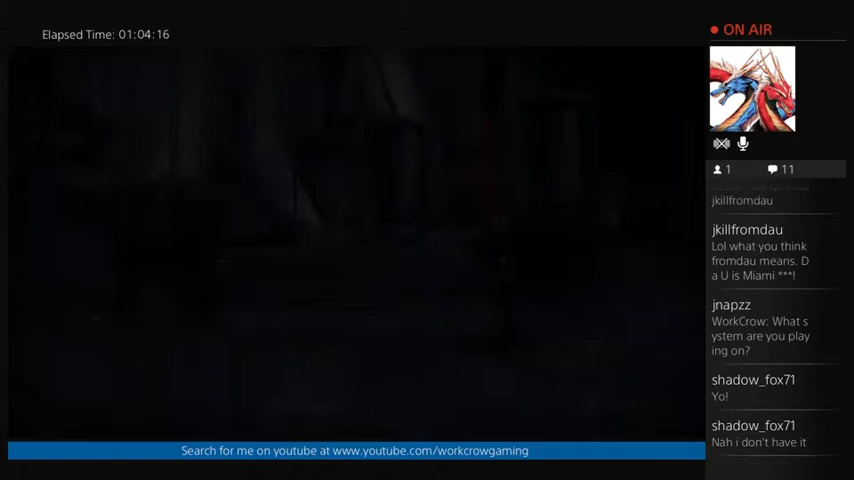 Elapsed Time: 01:04:16
ON AIR
1
11
jkillfromdau
jkillfromdau
Lol what you think
fromdau means. D
a U is Miami ***!
jnapzz
WorkCrow: What s
ystem are you play
ing on?
shadow_fox71
Yo!
shadow_fox71
Nah i don't have it
Search for me on youtube at www.youtube.com/workcrowgaming